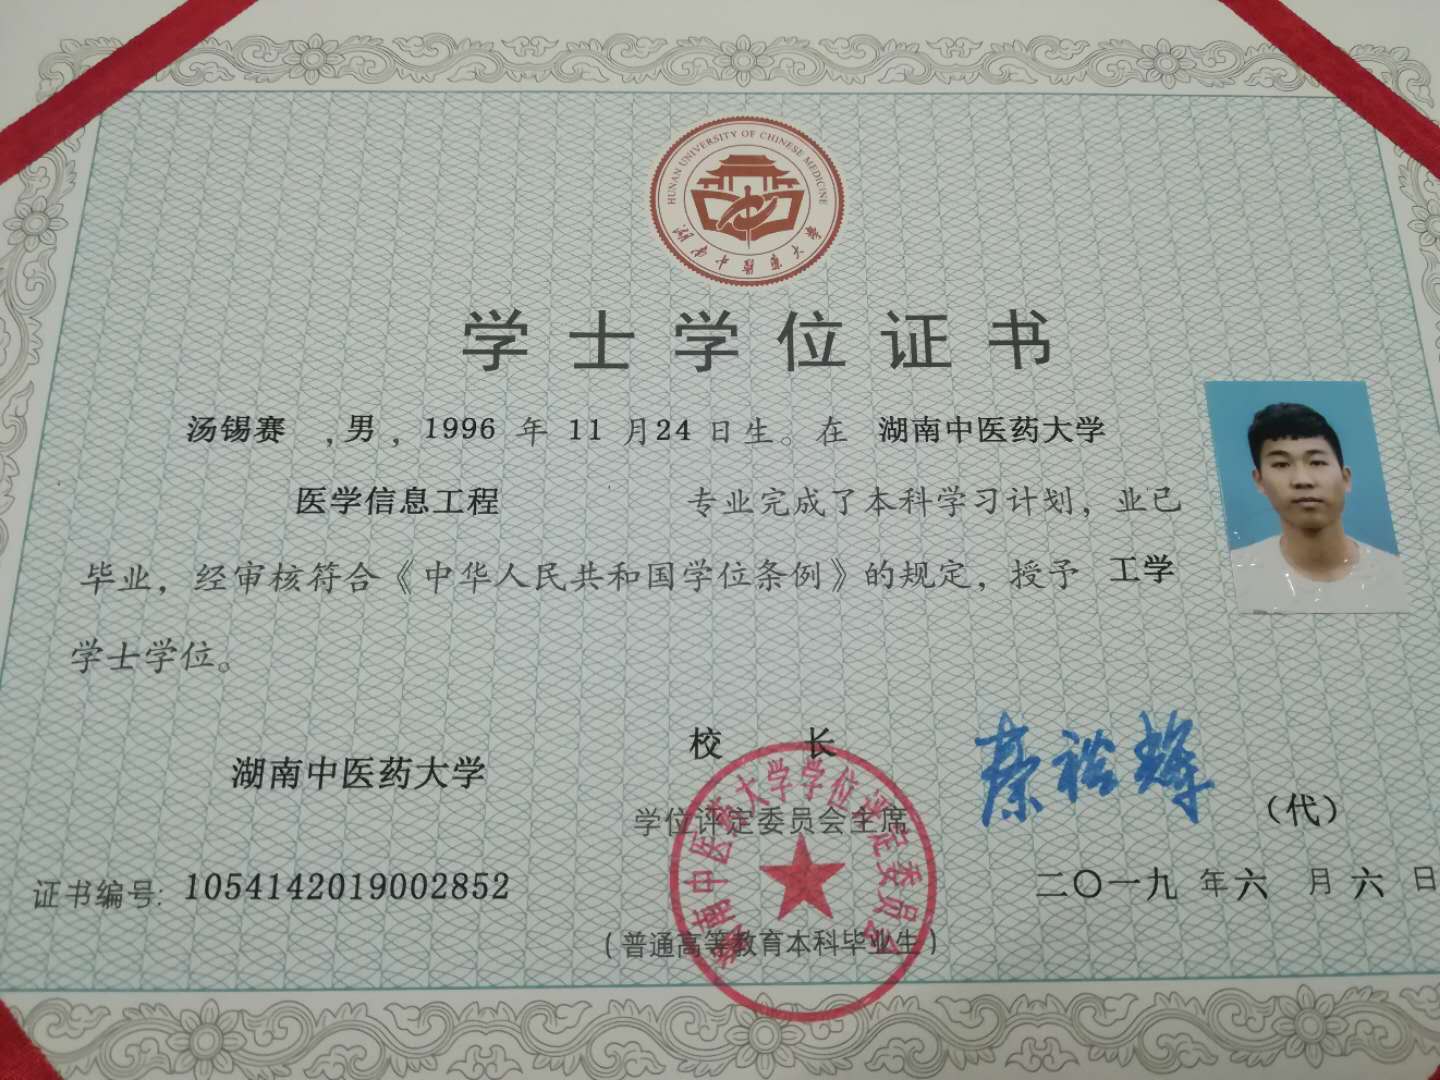 HUNAN UNIVERSITY OF CHINESE MEDICINE
湖南中醫藥大學
学士学位证书
汤锡赛 ,男 , 1996 年 11 月24 日生。在 湖南中医药大学
医学信息工程 专业完成了本科学习计划，业已
毕业，经审核符合《中华人民共和国学位条例》的规定，授予 工学
学士学位。
湖南中医药大学
校 长
秦裕辉
（代）
学位评定委员会主席
湖南中医药大学学位评定委员会
证书编号: 1054142019002852
二〇一九 年六 月 六 日
（普通高等教育本科毕业生）